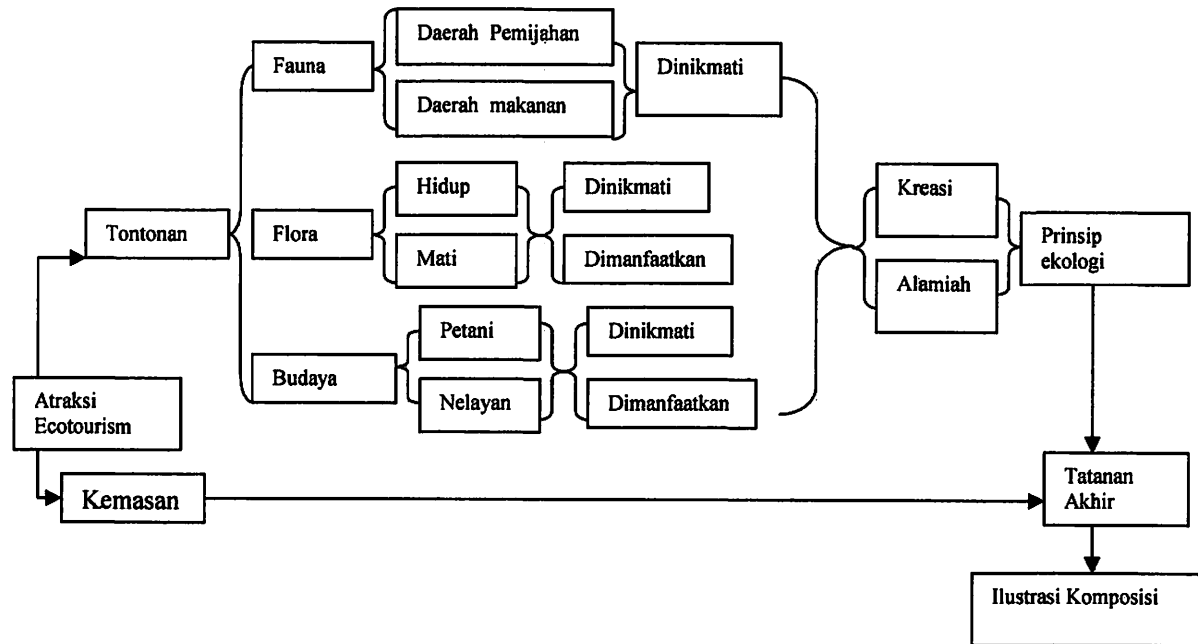 Daerah Pemijahan
Fauna
Dinikmati
Daerah makanan
Hidup
Dinikmati
Kreasi
Tontonan
Flora
Prinsip
ekologi
Mati
Dimanfaatkan
Alamiah
Petani
Dinikmati
Budaya
Atraksi
Ecotourism
Nelayan
Dimanfaatkan
Kemasan
Tatanan
Akhir
Ilustrasi Komposisi